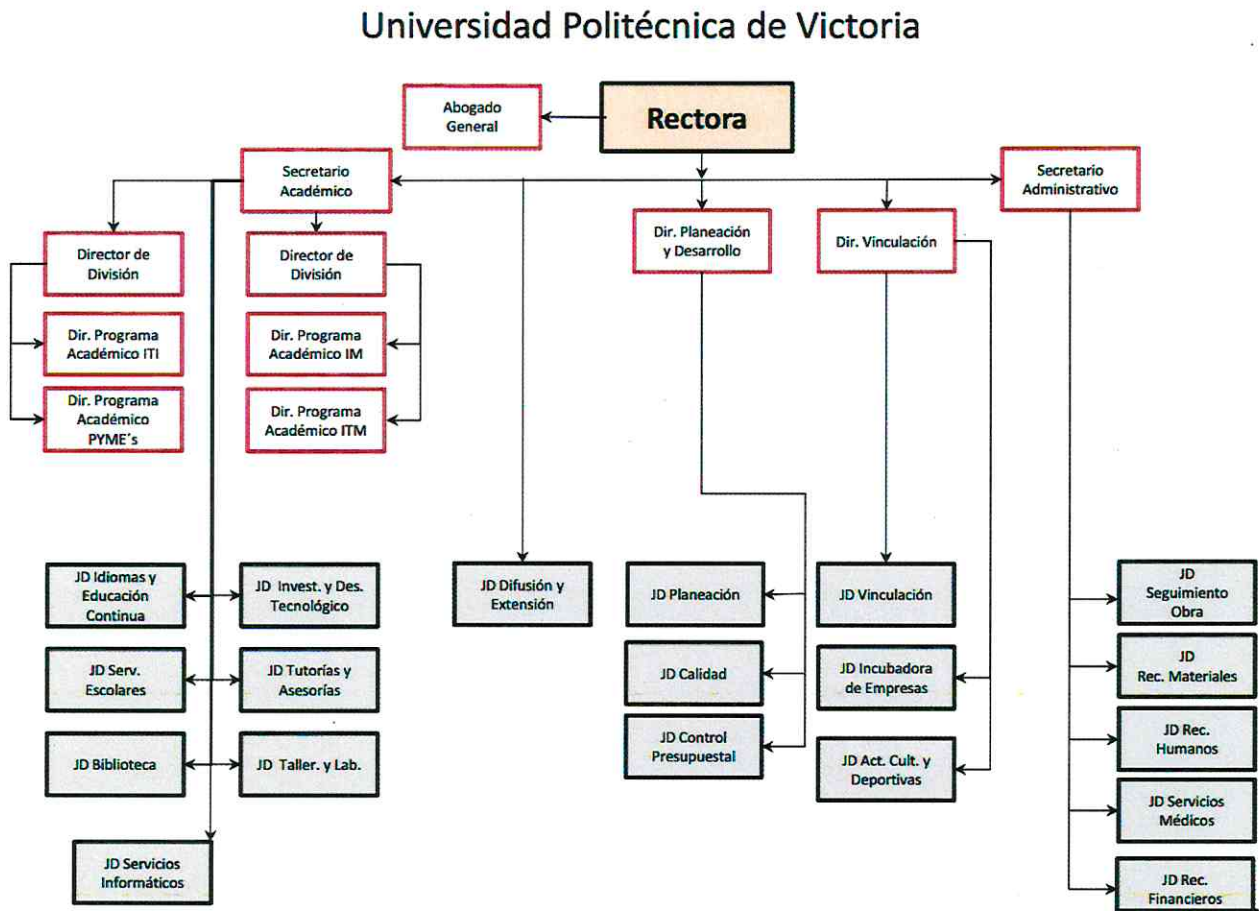 Universidad Politécnica de Victoria
Abogado
General
Rectora
Secretario
Académico
Secretario
Administrativo
Director de
División
Director de
División
Dir. Planeación
y Desarrollo
Dir. Vinculación
Dir. Programa
Académico ITI
Dir. Programa
Académico IM
Dir. Programa
Académico
PYME´s
Dir. Programa
Académico ITM
JD Idiomas y
Educación
Continua
JD Invest. y Des.
Tecnológico
JD Difusión y
Extensión
JD Planeación
JD Vinculación
JD
Seguimiento
Obra
JD Serv.
Escolares
JD Tutorías y
Asesorías
JD Calidad
JD Incubadora
de Empresas
JD
Rec. Materiales
JD Biblioteca
JD Taller. y Lab.
JD Control
Presupuestal
JD Act. Cult. y
Deportivas
JD Rec.
Humanos
JD Servicios
Médicos
JD Servicios
Informáticos
JD Rec.
Financieros